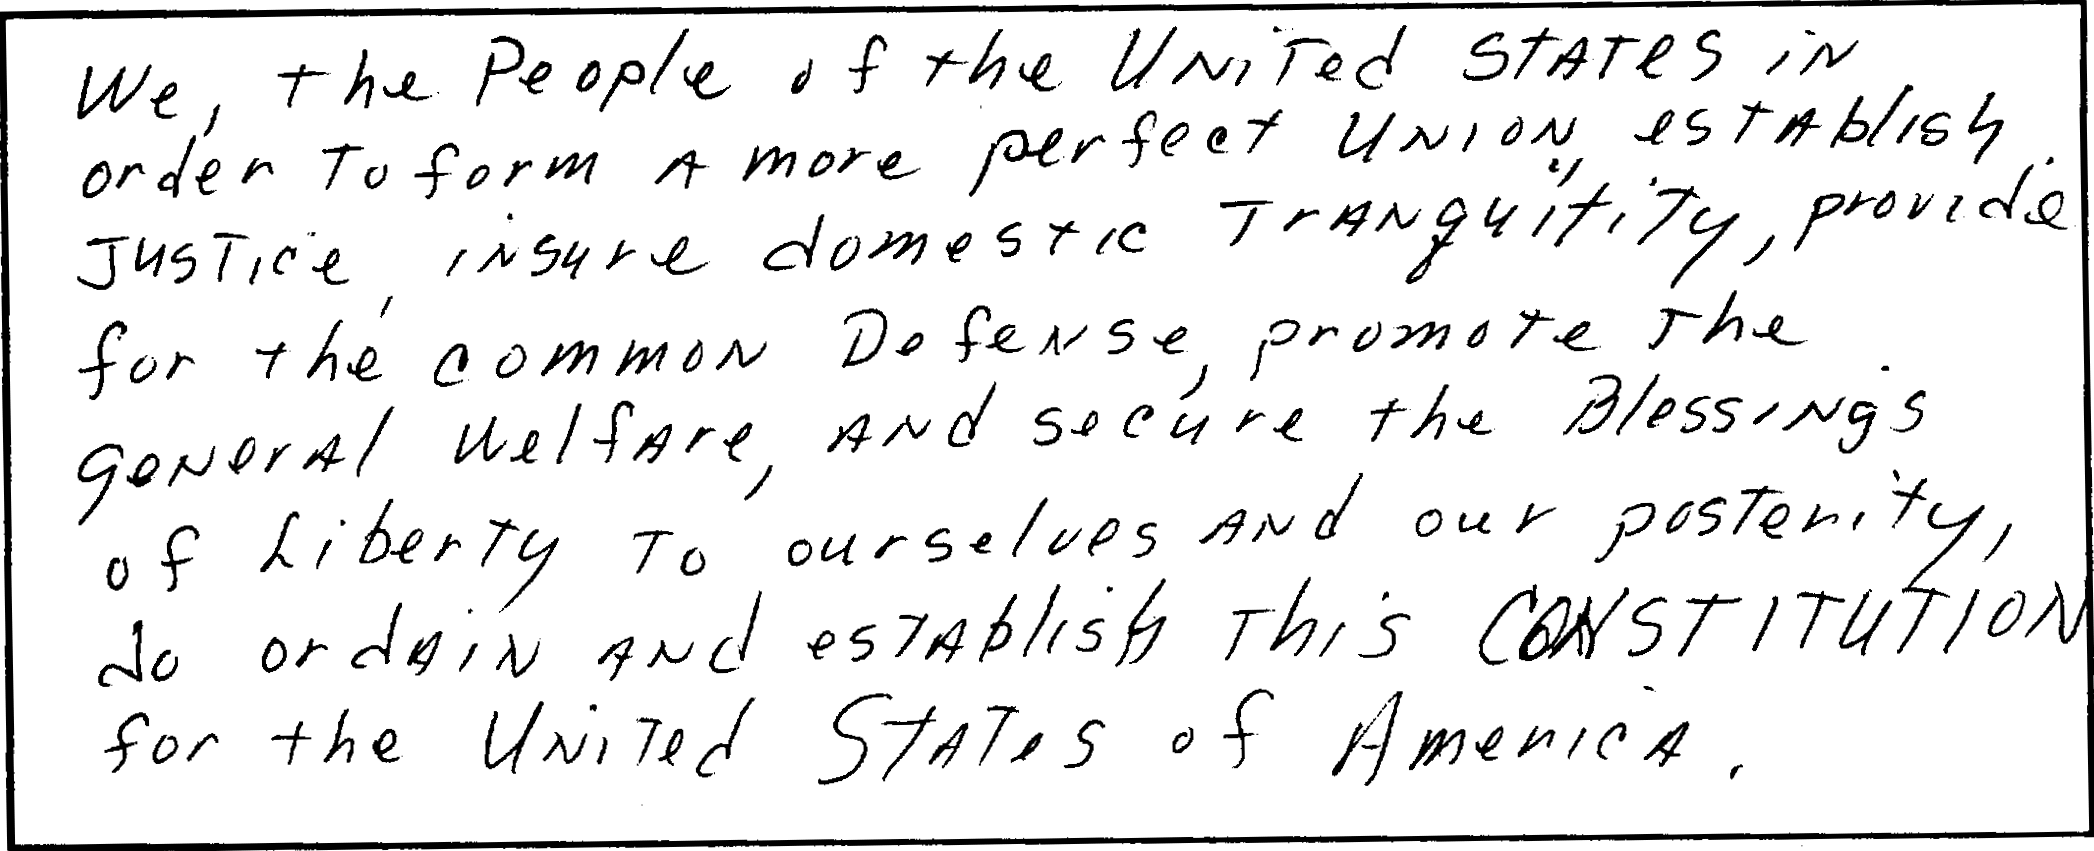 We, the People of the United States in
order to form a more perfect Union, establish
Justice, insure domestic Tranquitity, provide
for the common Defense, promote the
general Welfare, and secure the Blessings
of Liberty to ourselves and our posterity,
do ordain and establish this CONSTITUTION
for the United States of America.